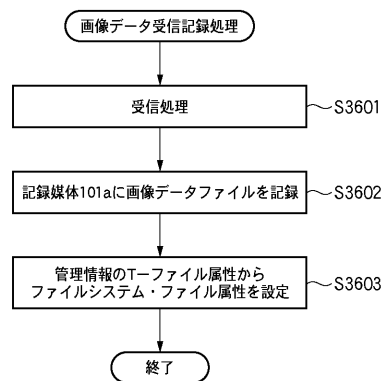 画像データ受信記録処理
受信処理
S3601
記録媒体101aに画像データファイルを記録
S3602
管理情報のTーファイル属性から
ファイルシステム・ファイル属性を設定
S3603
終了